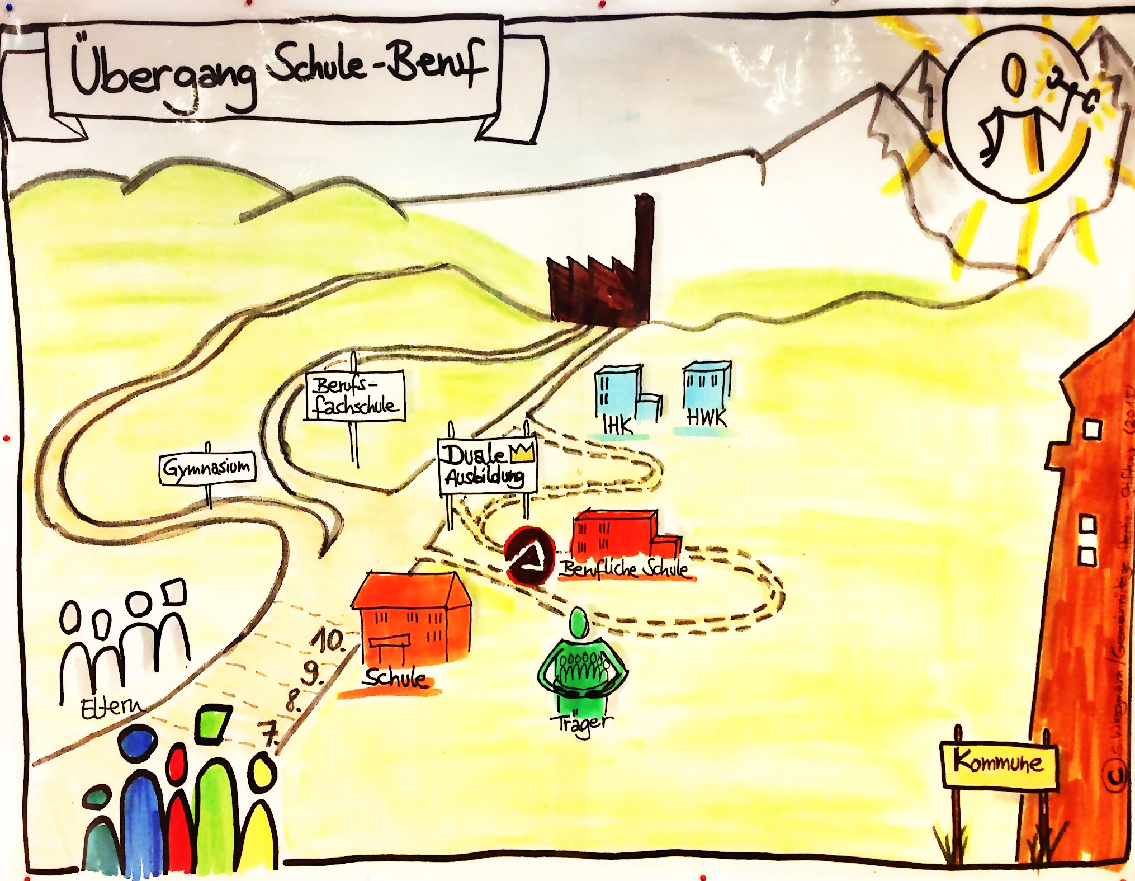 Übergang Schule-Beruf
Berufs-
fachschule
IHK
HWK
Gymnasium
Duale
Ausbildung
Berufliche Schule
10.
9.
8.
7.
Schule
Eltern
Träger
Kommune